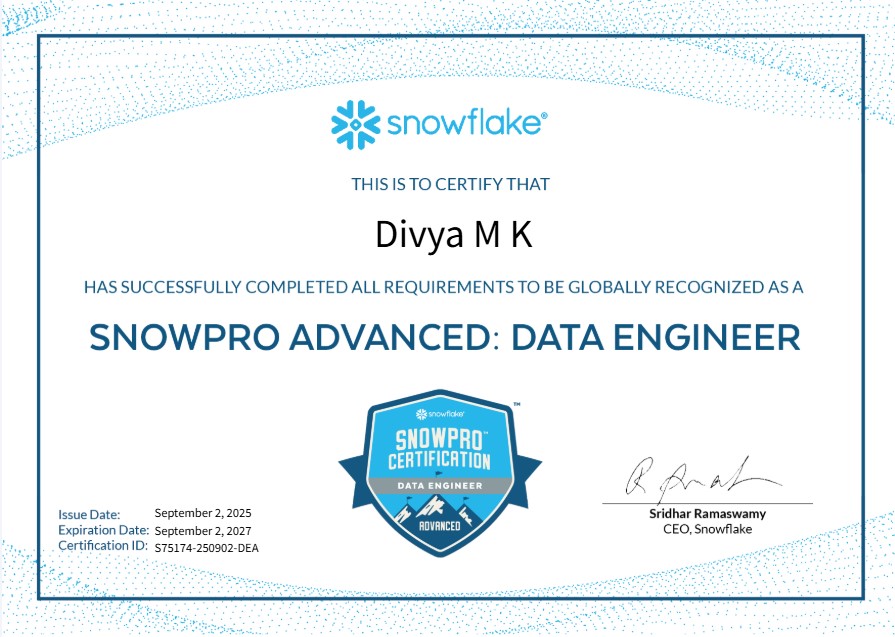 snowflake®
THIS IS TO CERTIFY THAT
Divya M K
HAS SUCCESSFULLY COMPLETED ALL REQUIREMENTS TO BE GLOBALLY RECOGNIZED AS A
SNOWPRO ADVANCED: DATA ENGINEER
snowflake®
SNOWPRO™
CERTIFICATION
DATA ENGINEER
ADVANCED
™
Issue Date: September 2, 2025
Expiration Date: September 2, 2027
Certification ID: S75174-250902-DEA
Sridhar Ramaswamy
CEO, Snowflake